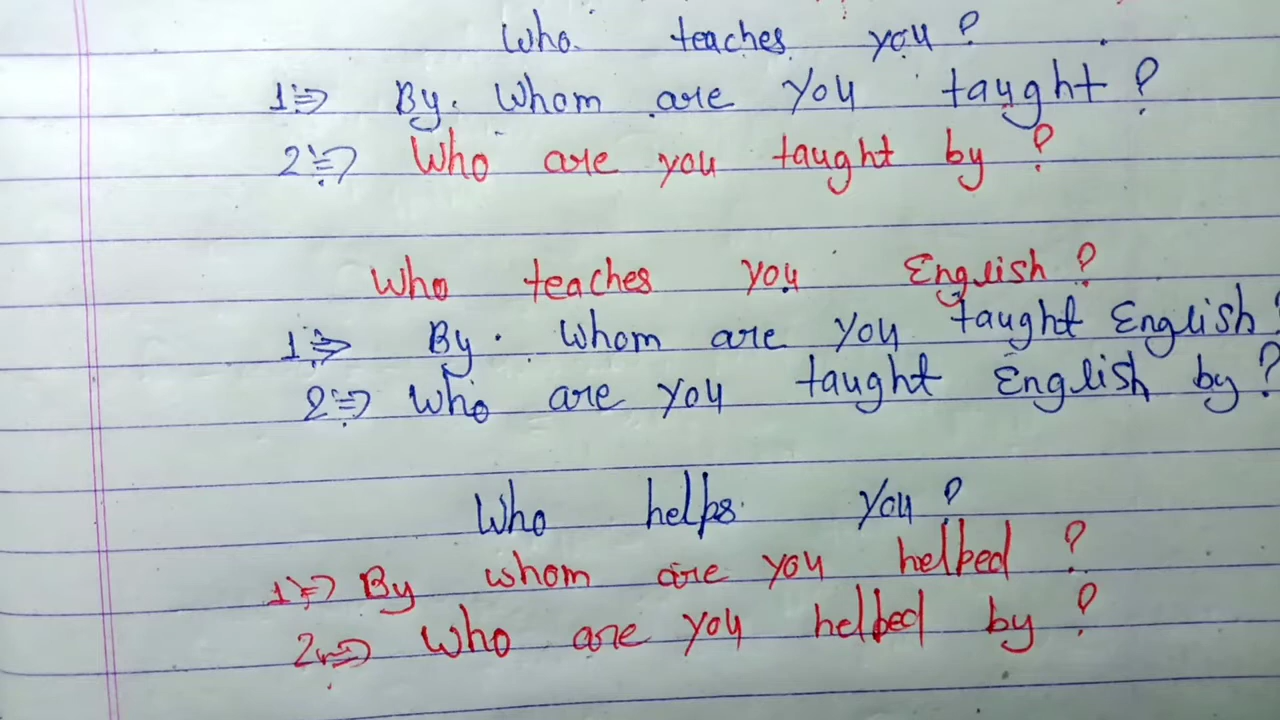 Who. teaches you?
1⇒ By. Whom are you taught?
2⇒ Who are you taught by?
Who teaches you English?
1⇒ By. Whom are you taught English?
2⇒ Who are you taught English by?
Who helps you?
1⇒ By whom are you helped?
2⇒ Who are you helped by?